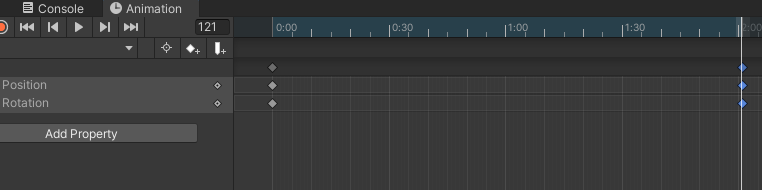 Console Animation
121 0:00 0:30 1:00 1:30 2:00
Position
Rotation
Add Property